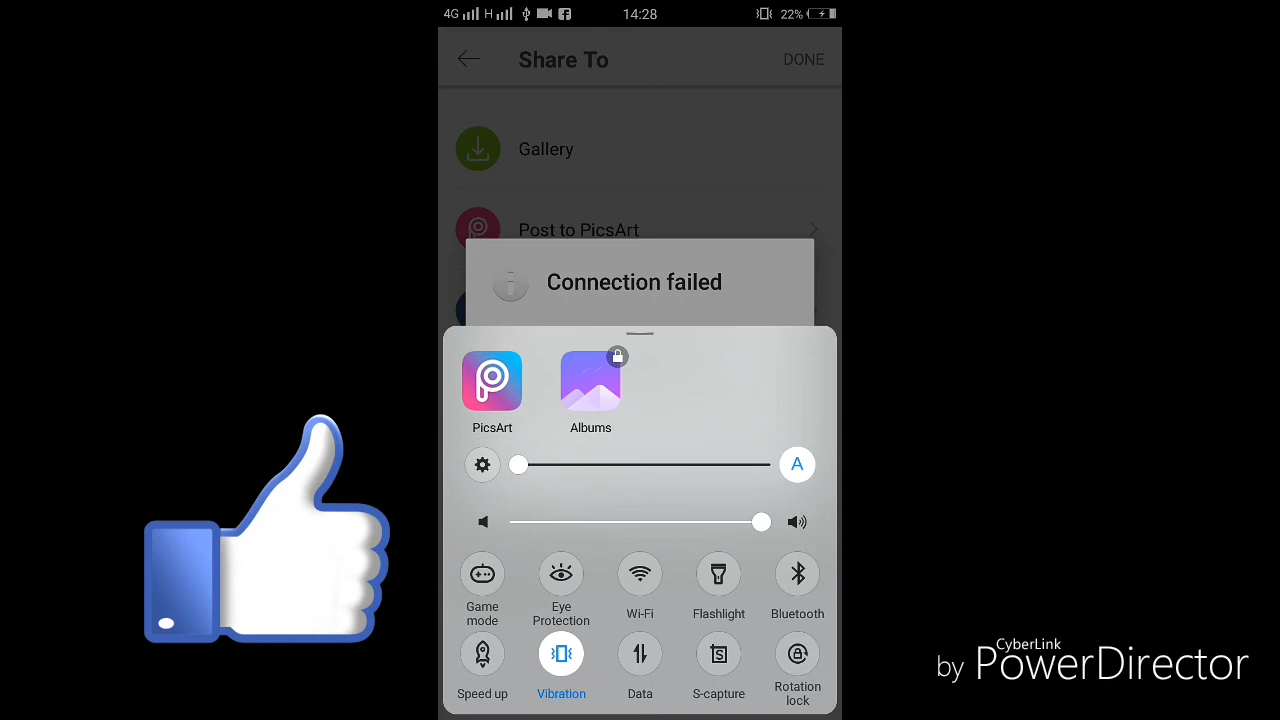 4G H 14:28 22%
Share To DONE
Gallery
Post to PicsArt
Connection failed
PicsArt Albums
A
Game mode
Eye Protection
Wi-Fi
Flashlight
Bluetooth
Speed up
Vibration
Data
S-capture
Rotation lock
CyberLink
by PowerDirector